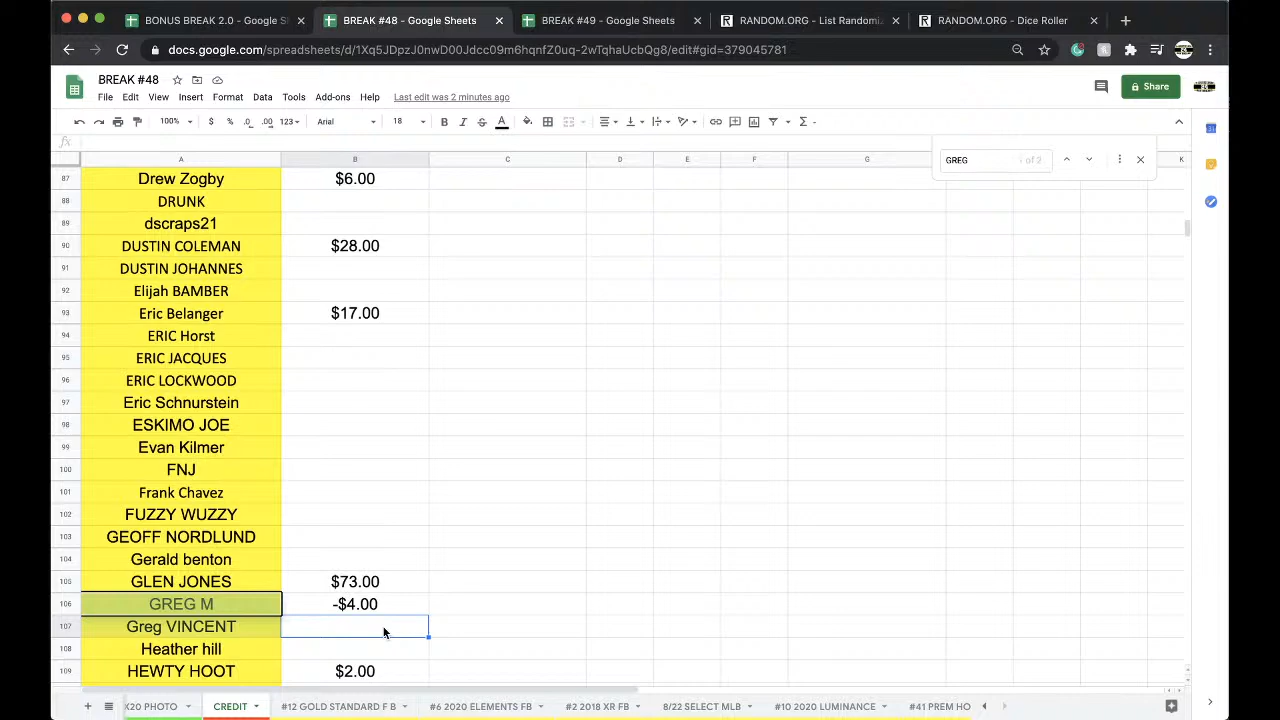 BONUS BREAK 2.0 - Google S
BREAK #48 - Google Sheets
BREAK #49 - Google Sheets
RANDOM.ORG - List Randomi
RANDOM.ORG - Dice Roller
docs.google.com/spreadsheets/d/1Xq5JDpzJ0nwD00Jdcc09m6hqnfZ0uq-2wTqhaUcbQg8/edit#gid=379045781
BREAK #48
File Edit View Insert Format Data Tools Add-ons Help Last edit was 2 minutes ago
Share
100% $ % .0 .00 123 Arial 18 B I S A
fx
GREG of 2
A B C D E F G K
87 Drew Zogby $6.00
88 DRUNK
89 dscraps21
90 DUSTIN COLEMAN $28.00
91 DUSTIN JOHANNES
92 Elijah BAMBER
93 Eric Belanger $17.00
94 ERIC Horst
95 ERIC JACQUES
96 ERIC LOCKWOOD
97 Eric Schnurstein
98 ESKIMO JOE
99 Evan Kilmer
100 FNJ
101 Frank Chavez
102 FUZZY WUZZY
103 GEOFF NORDLUND
104 Gerald benton
105 GLEN JONES $73.00
106 GREG M -$4.00
107 Greg VINCENT
108 Heather hill
109 HEWTY HOOT $2.00
X20 PHOTO CREDIT #12 GOLD STANDARD F B #6 2020 ELEMENTS FB #2 2018 XR FB 8/22 SELECT MLB #10 2020 LUMINANCE #41 PREM HO